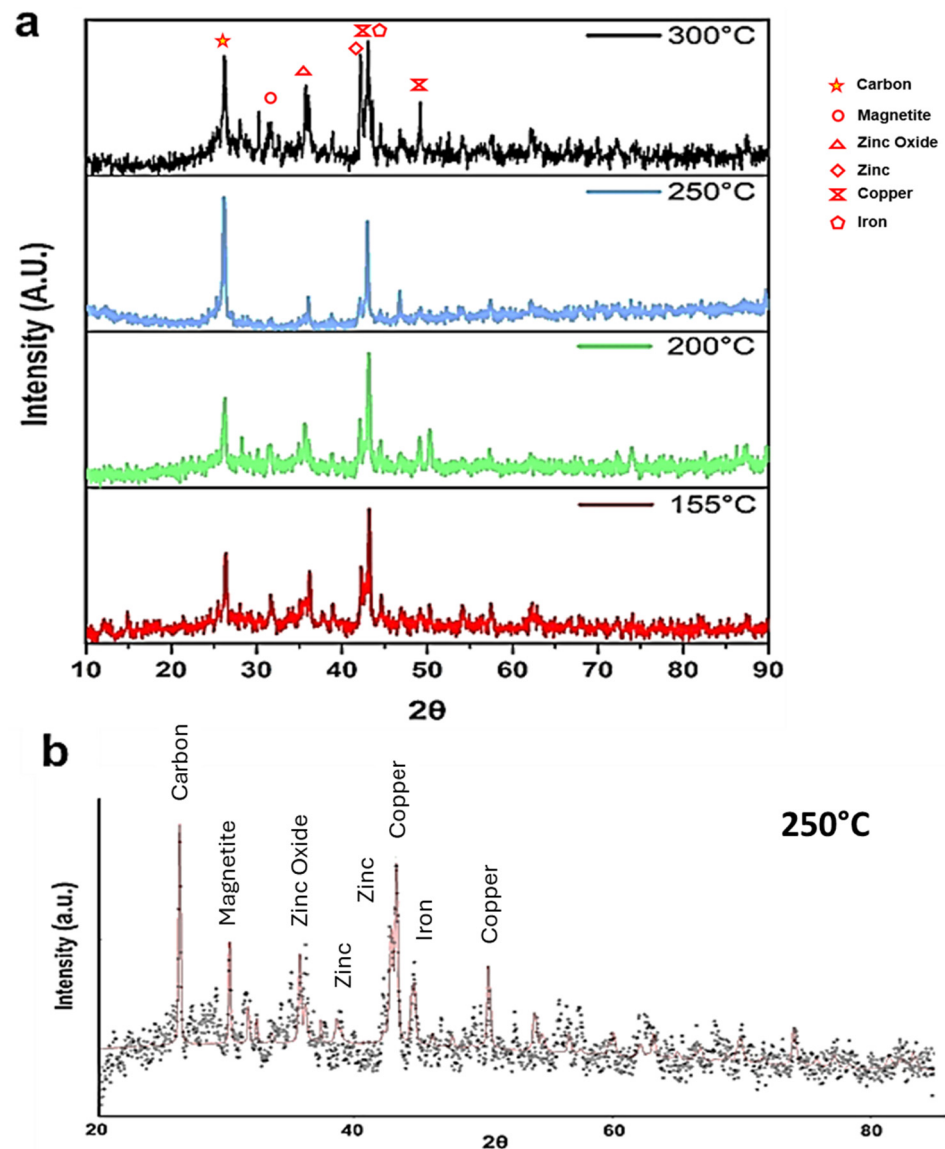 a
300°C
250°C
200°C
155°C
Intensity (A.U.)
10 20 30 40 50 60 70 80 90
2θ
Carbon
Magnetite
Zinc Oxide
Zinc
Copper
Iron
b
250°C
Carbon
Magnetite
Zinc Oxide
Zinc
Zinc
Copper
Iron
Copper
Intensity (a.u.)
20 40 60 80
2θ